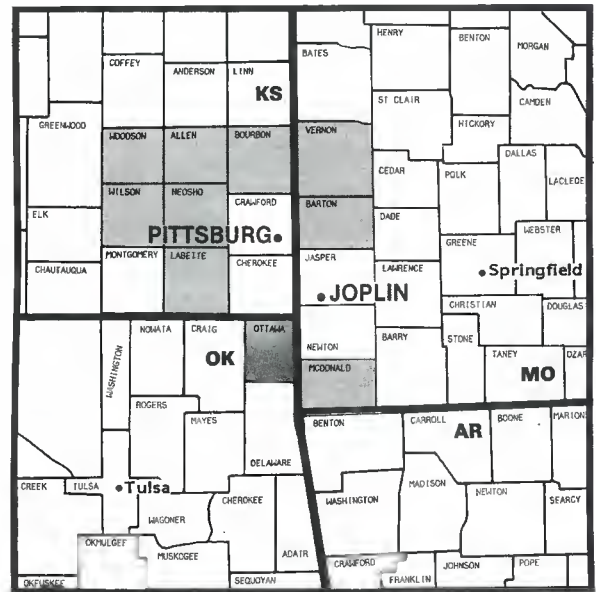 HENRY
BENTON
MORGAN
BATES
COFFEY
ANDERSON
LINN
KS
ST CLAIR
CAMDEN
GREENWOOD
HICKORY
WOODSON
ALLEN
BOURBON
VERNON
DALLAS
CEDAR
POLK
LACLEDE
WILSON
NEOSHO
CRAWFORD
BARTON
ELK
DADE
WEBSTER
PITTSBURG
GREENE
MONTGOMERY
LABETTE
CHEROKEE
JASPER
LAWRENCE
Springfield
CHAUTAUQUA
JOPLIN
CHRISTIAN
DOUGLAS
NOWATA
CRAIG
OTTAWA
NEWTON
BARRY
STONE
TANEY
OZAR
OK
WASHINGTON
MCDONALD
MO
ROGERS
MAYES
BENTON
CARROLL
BOONE
MARION
AR
DELAWARE
CREEK
TULSA
Tulsa
CHEROKEE
WASHINGTON
MADISON
NEWTON
SEARCY
WAGONER
OKMULGEE
MUSKOGEE
ADAIR
CRAWFORD
JOHNSON
POPE
OKFUSKEE
SEQUOYAH
FRANKLIN